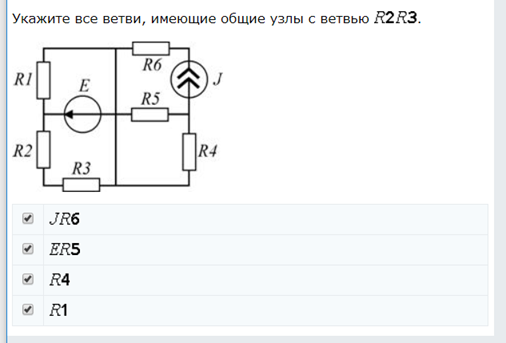 Укажите все ветви, имеющие общие узлы с ветвью R2R3.
R6
R1
E
J
R5
R2
R4
R3
JR6
ER5
R4
R1